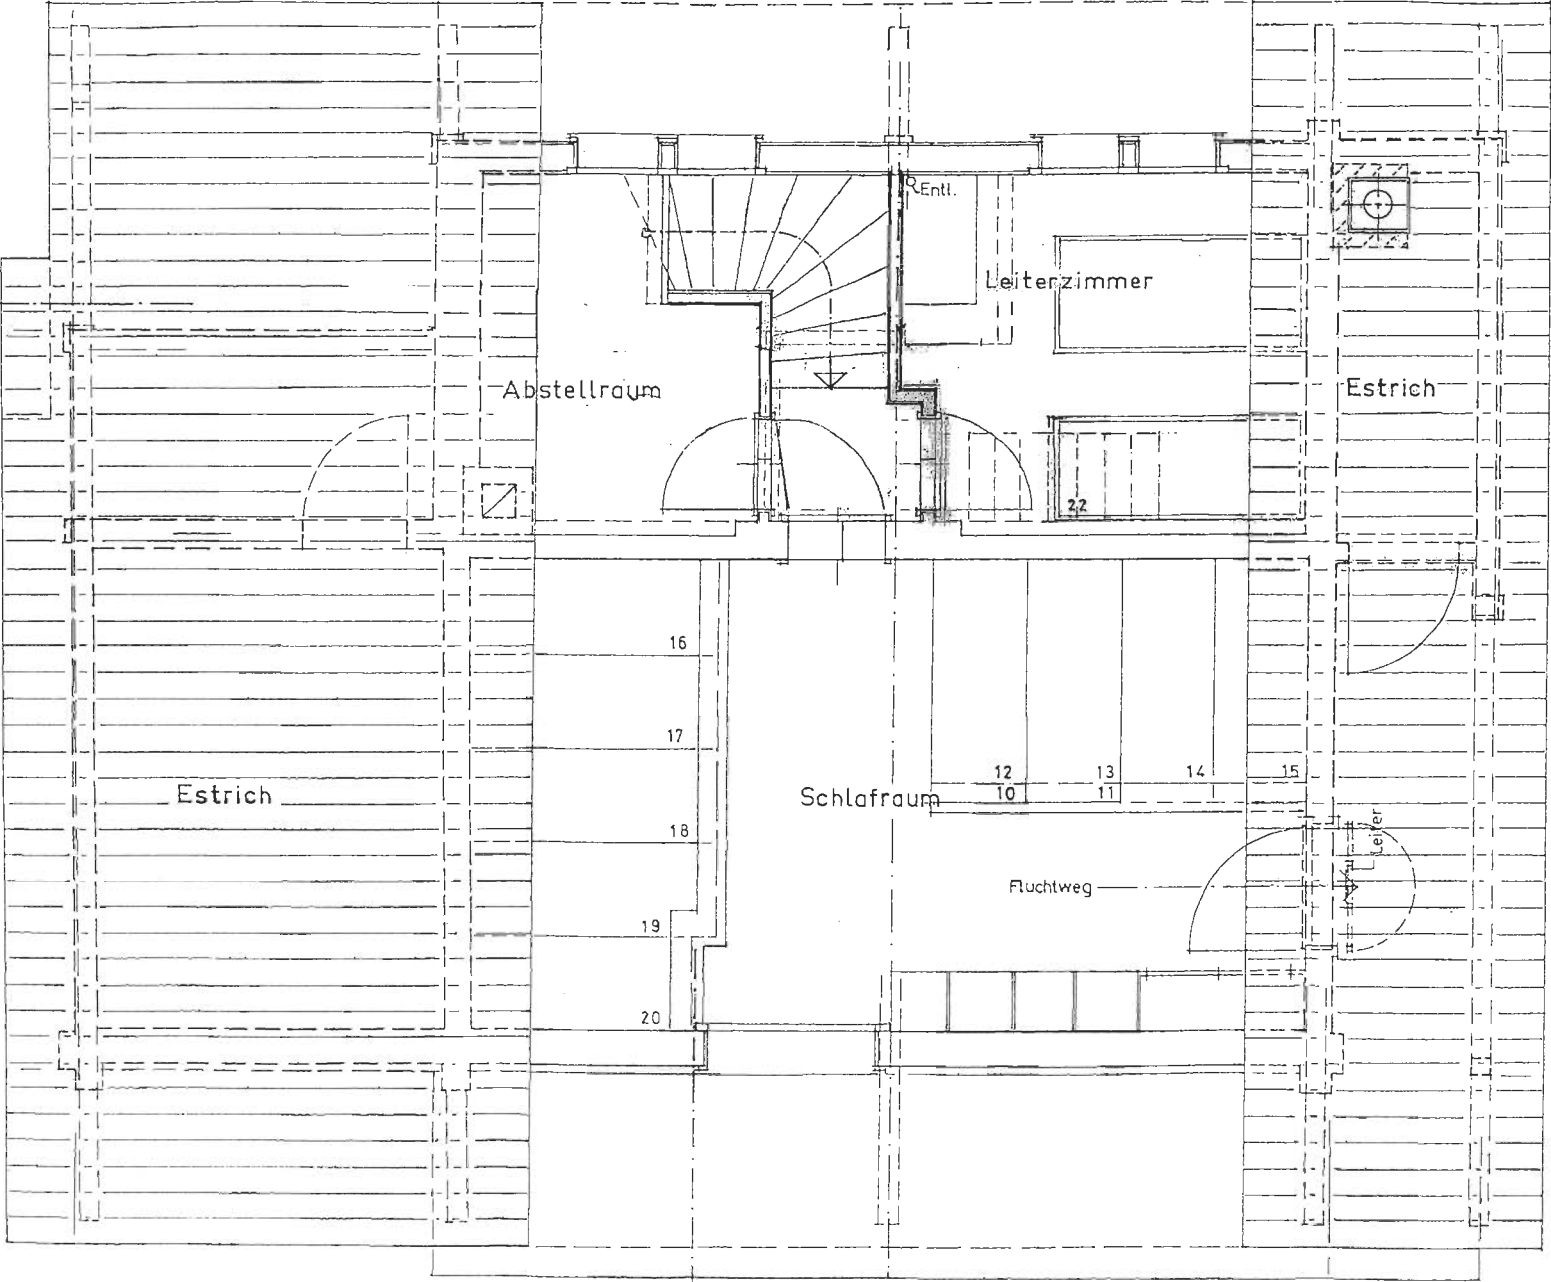 Entl.
Leiterzimmer
Abstellraum
Estrich
22
16
17
12 13 14 15
10 11
Estrich
Schlafraum
Leiter
18
Fluchtweg
19
20